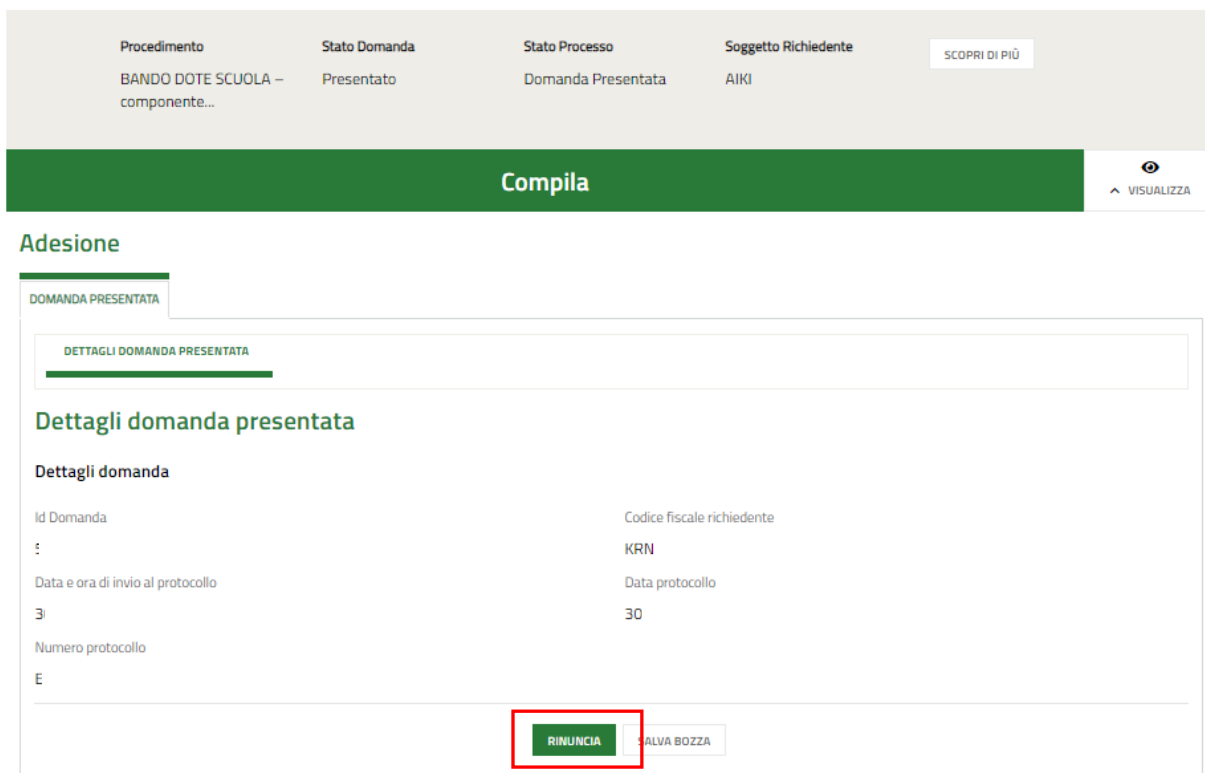 Procedimento Stato Domanda Stato Processo Soggetto Richiedente SCOPRI DI PIÙ
BANDO DOTE SCUOLA – Presentato Domanda Presentata AIKI
componente...
Compila
VISUALIZZA
Adesione
DOMANDA PRESENTATA
DETTAGLI DOMANDA PRESENTATA
Dettagli domanda presentata
Dettagli domanda
Id Domanda Codice fiscale richiedente
KRN
Data e ora di invio al protocollo Data protocollo
30
Numero protocollo
E
RINUNCIA SALVA BOZZA